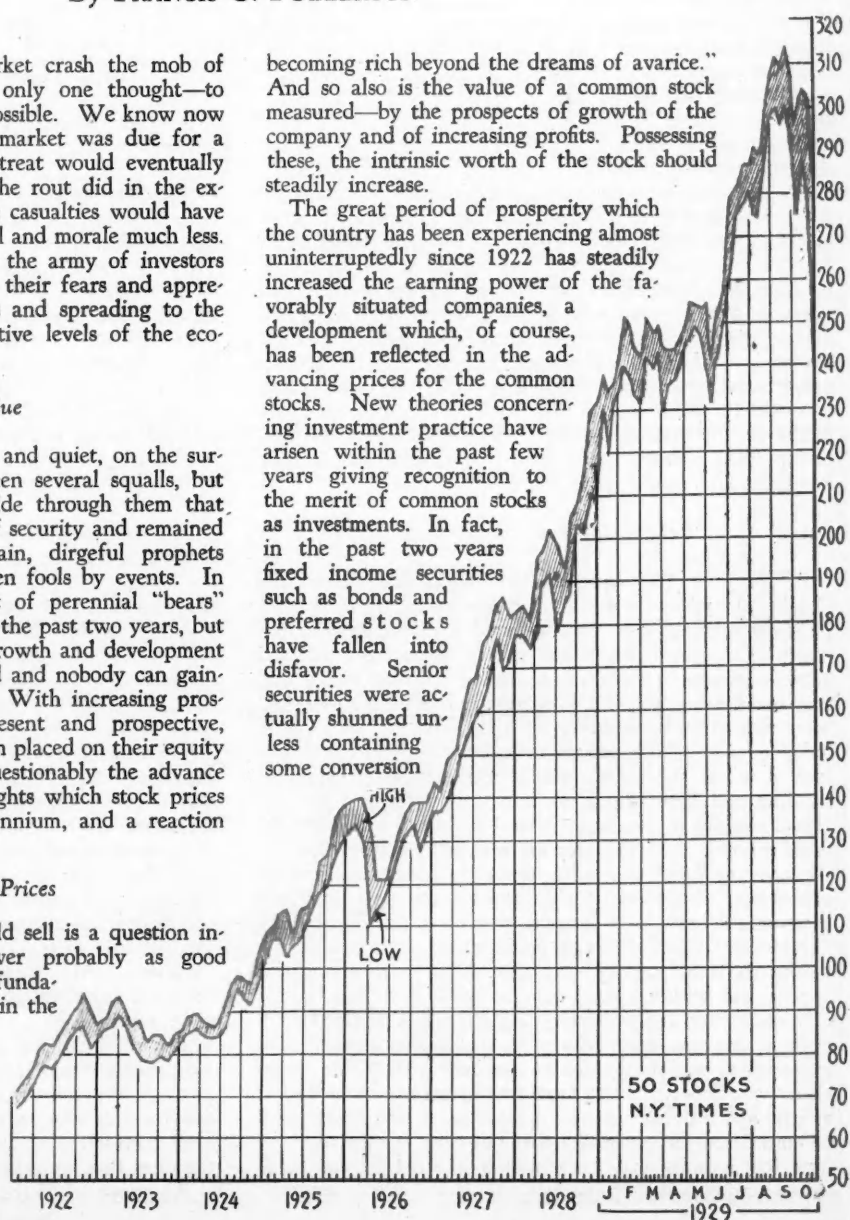 rket crash the mob of
only one thought—to
ossible. We know now
market was due for a
treat would eventually
he rout did in the ex-
casualties would have
l and morale much less.
the army of investors
their fears and appre-
and spreading to the
tive levels of the eco-
ue
and quiet, on the sur-
en several squalls, but
de through them that
security and remained
ain, dirgeful prophets
en fools by events. In
of perennial "bears"
the past two years, but
rowth and development
l and nobody can gain-
With increasing pros-
esent and prospective,
n placed on their equity
uestionably the advance
ghts which stock prices
nnium, and a reaction
Prices
ld sell is a question in-
ver probably as good
funda-
in the
becoming rich beyond the dreams of avarice."
And so also is the value of a common stock
measured—by the prospects of growth of the
company and of increasing profits. Possessing
these, the intrinsic worth of the stock should
steadily increase.
The great period of prosperity which
the country has been experiencing almost
uninterruptedly since 1922 has steadily
increased the earning power of the fa-
vorably situated companies, a
development which, of course,
has been reflected in the ad-
vancing prices for the common
stocks. New theories concern-
ing investment practice have
arisen within the past few
years giving recognition to
the merit of common stocks
as investments. In fact,
in the past two years
fixed income securities
such as bonds and
preferred stocks
have fallen into
disfavor. Senior
securities were ac-
tually shunned un-
less containing
some conversion
HIGH
LOW
320
310
300
290
280
270
260
250
240
230
220
210
200
190
180
170
160
150
140
130
120
110
100
90
80
70
60
50
50 STOCKS
N.Y. TIMES
1922 1923 1924 1925 1926 1927 1928 J F M A M J J A S O
1929